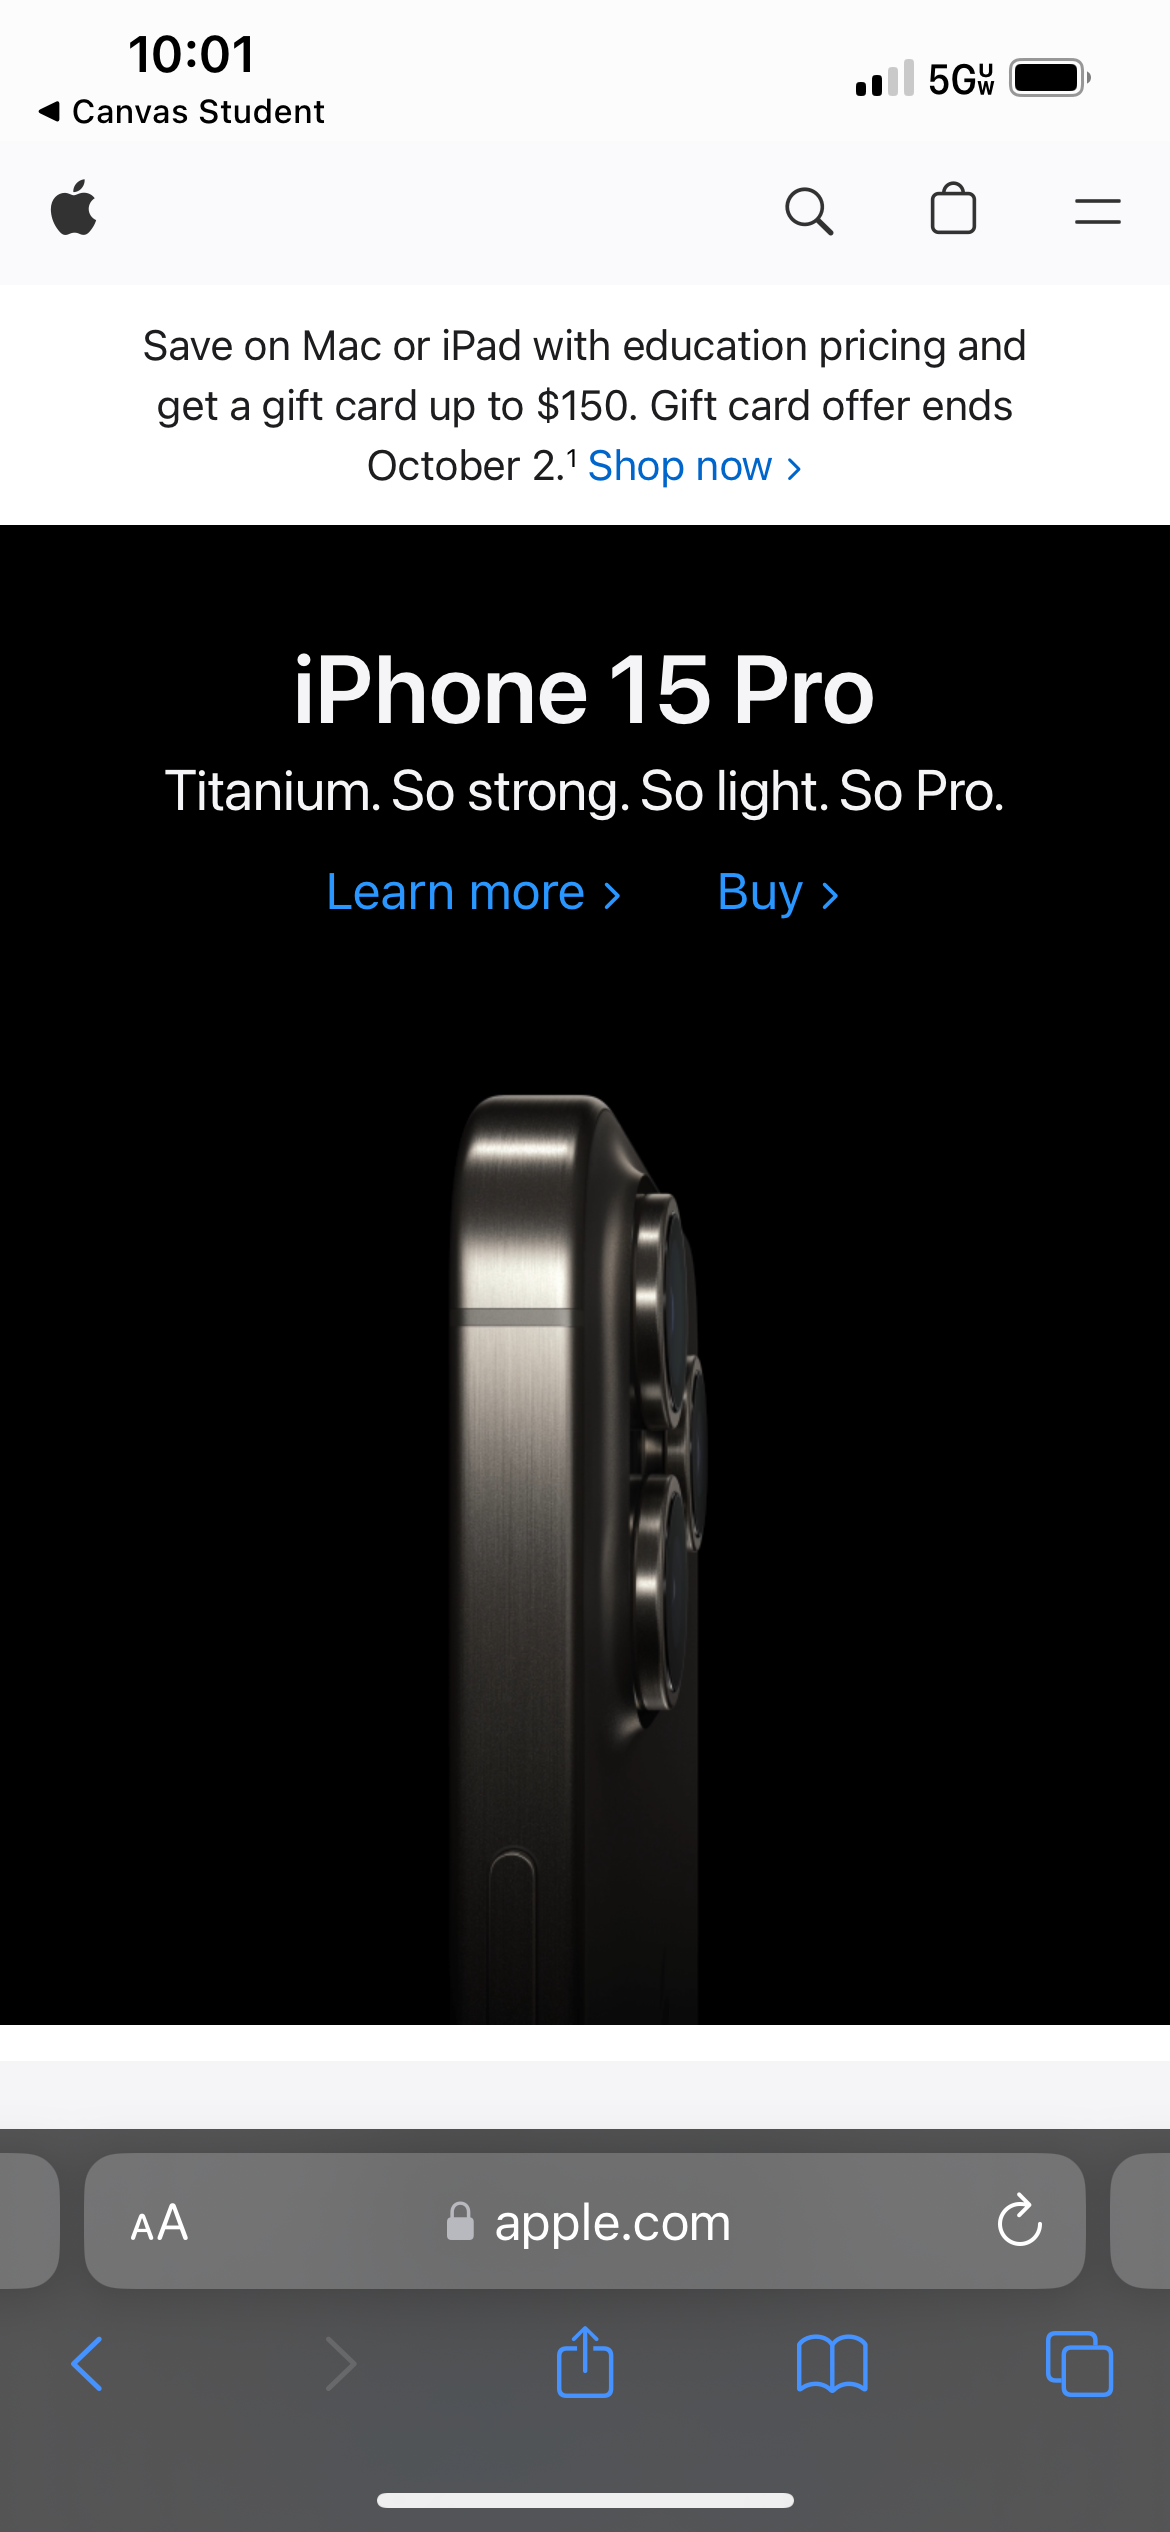 10:01
5G UW
◀ Canvas Student
Save on Mac or iPad with education pricing and
get a gift card up to $150. Gift card offer ends
October 2.¹ Shop now >
iPhone 15 Pro
Titanium. So strong. So light. So Pro.
Learn more > Buy >
AA apple.com